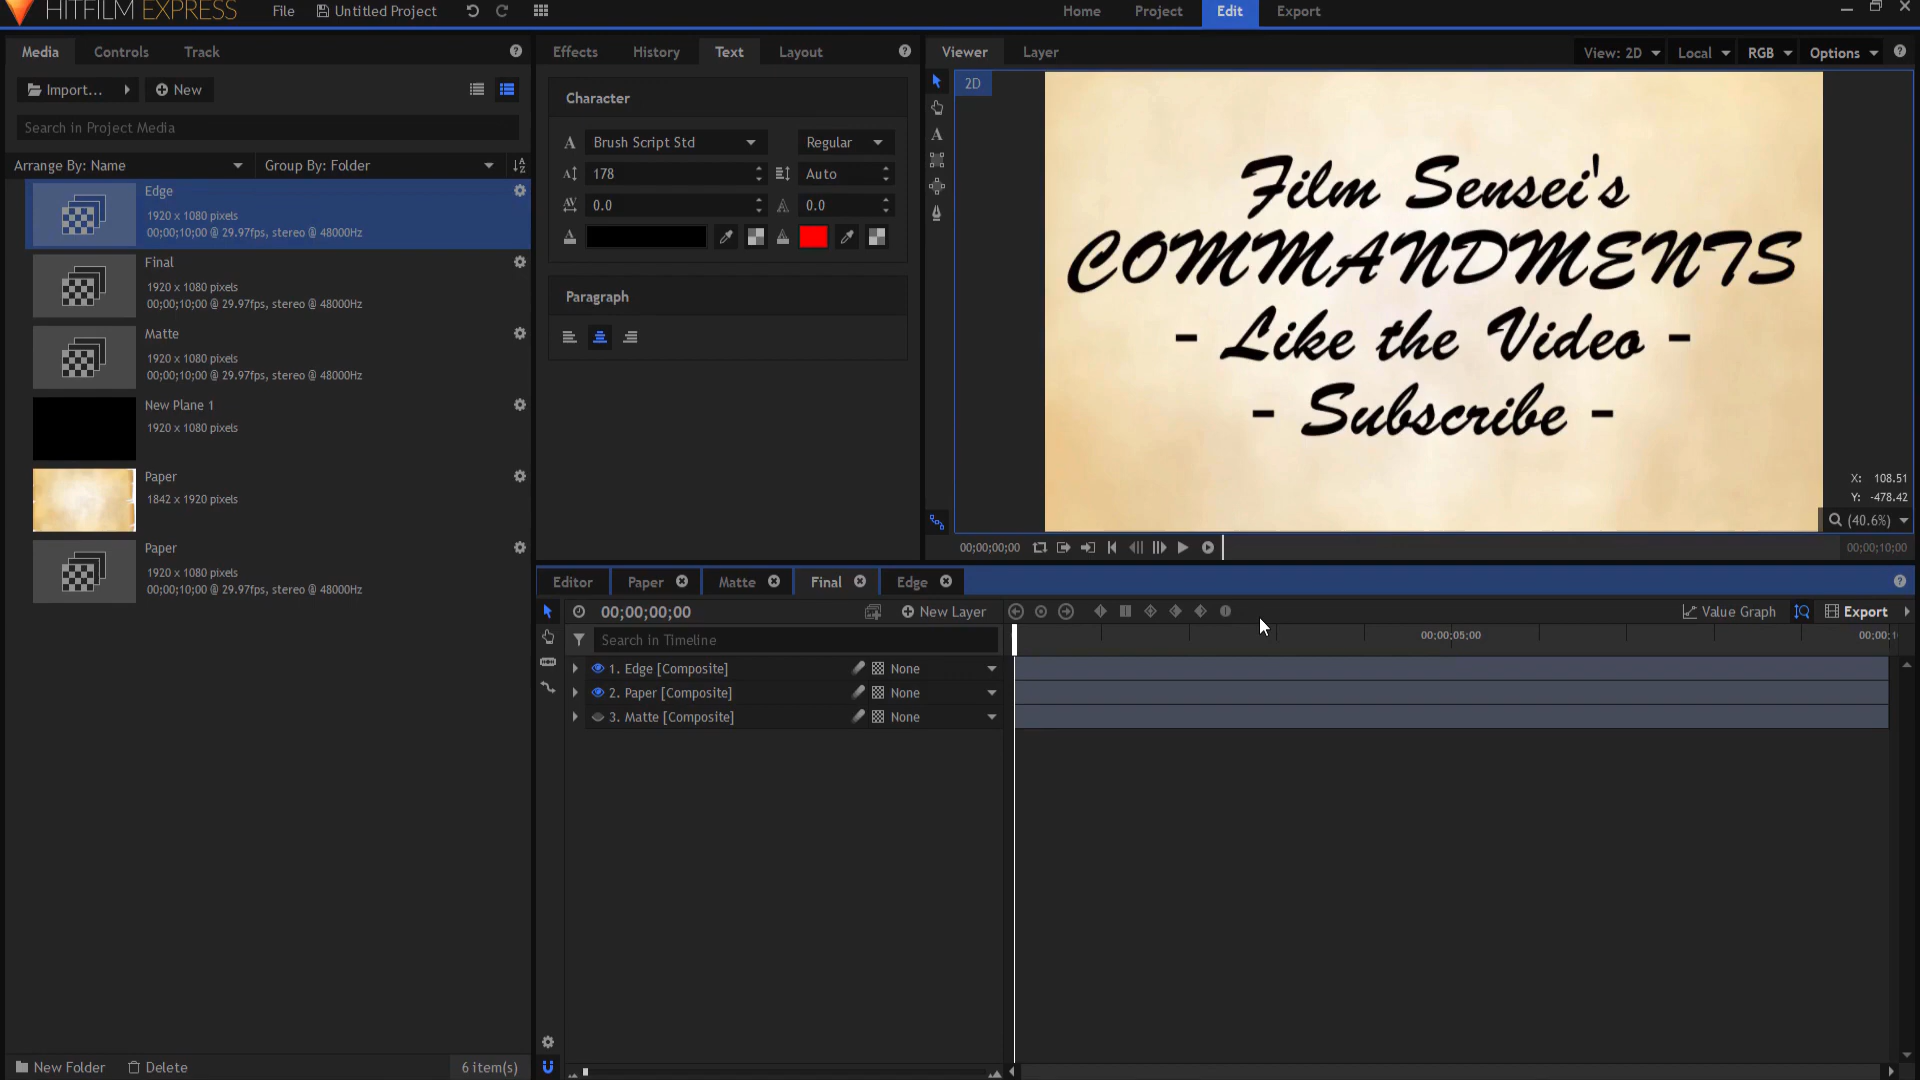 HITFILM EXPRESS File Untitled Project Home Project Edit Export
Media Controls Track
Import... New
Search in Project Media
Arrange By: Name Group By: Folder
Edge
1920 x 1080 pixels
00;00;10;00 @ 29.97fps, stereo @ 48000Hz
Final
1920 x 1080 pixels
00;00;10;00 @ 29.97fps, stereo @ 48000Hz
Matte
1920 x 1080 pixels
00;00;10;00 @ 29.97fps, stereo @ 48000Hz
New Plane 1
1920 x 1080 pixels
Paper
1842 x 1920 pixels
Paper
1920 x 1080 pixels
00;00;10;00 @ 29.97fps, stereo @ 48000Hz
New Folder Delete 6 item(s)
Effects History Text Layout
Character
Brush Script Std Regular
178 Auto
0.0 0.0
Paragraph
Viewer Layer View: 2D Local RGB Options
2D
Film Sensei's
COMMANDMENTS
- Like the Video -
- Subscribe -
X: 108.51
Y: -478.42
(40.6%)
00;00;00;00 00;00;10;00
Editor Paper Matte Final Edge
00;00;00;00 New Layer Value Graph Export
Search in Timeline 00;00;05;00
1. Edge [Composite] None
2. Paper [Composite] None
3. Matte [Composite] None